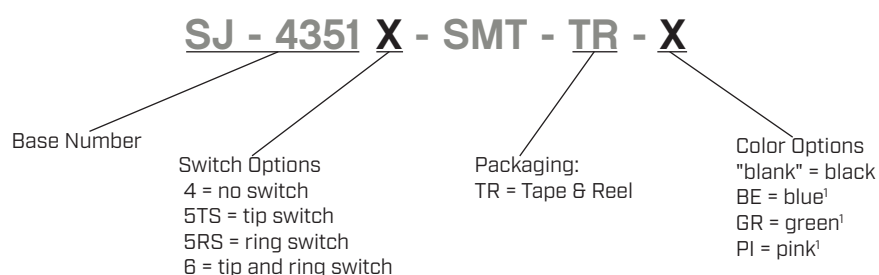 SJ - 4351 X - SMT - TR - X
Base Number
Switch Options
4 = no switch
5TS = tip switch
5RS = ring switch
6 = tip and ring switch
Packaging:
TR = Tape & Reel
Color Options
"blank" = black
BE = blue¹
GR = green¹
PI = pink¹